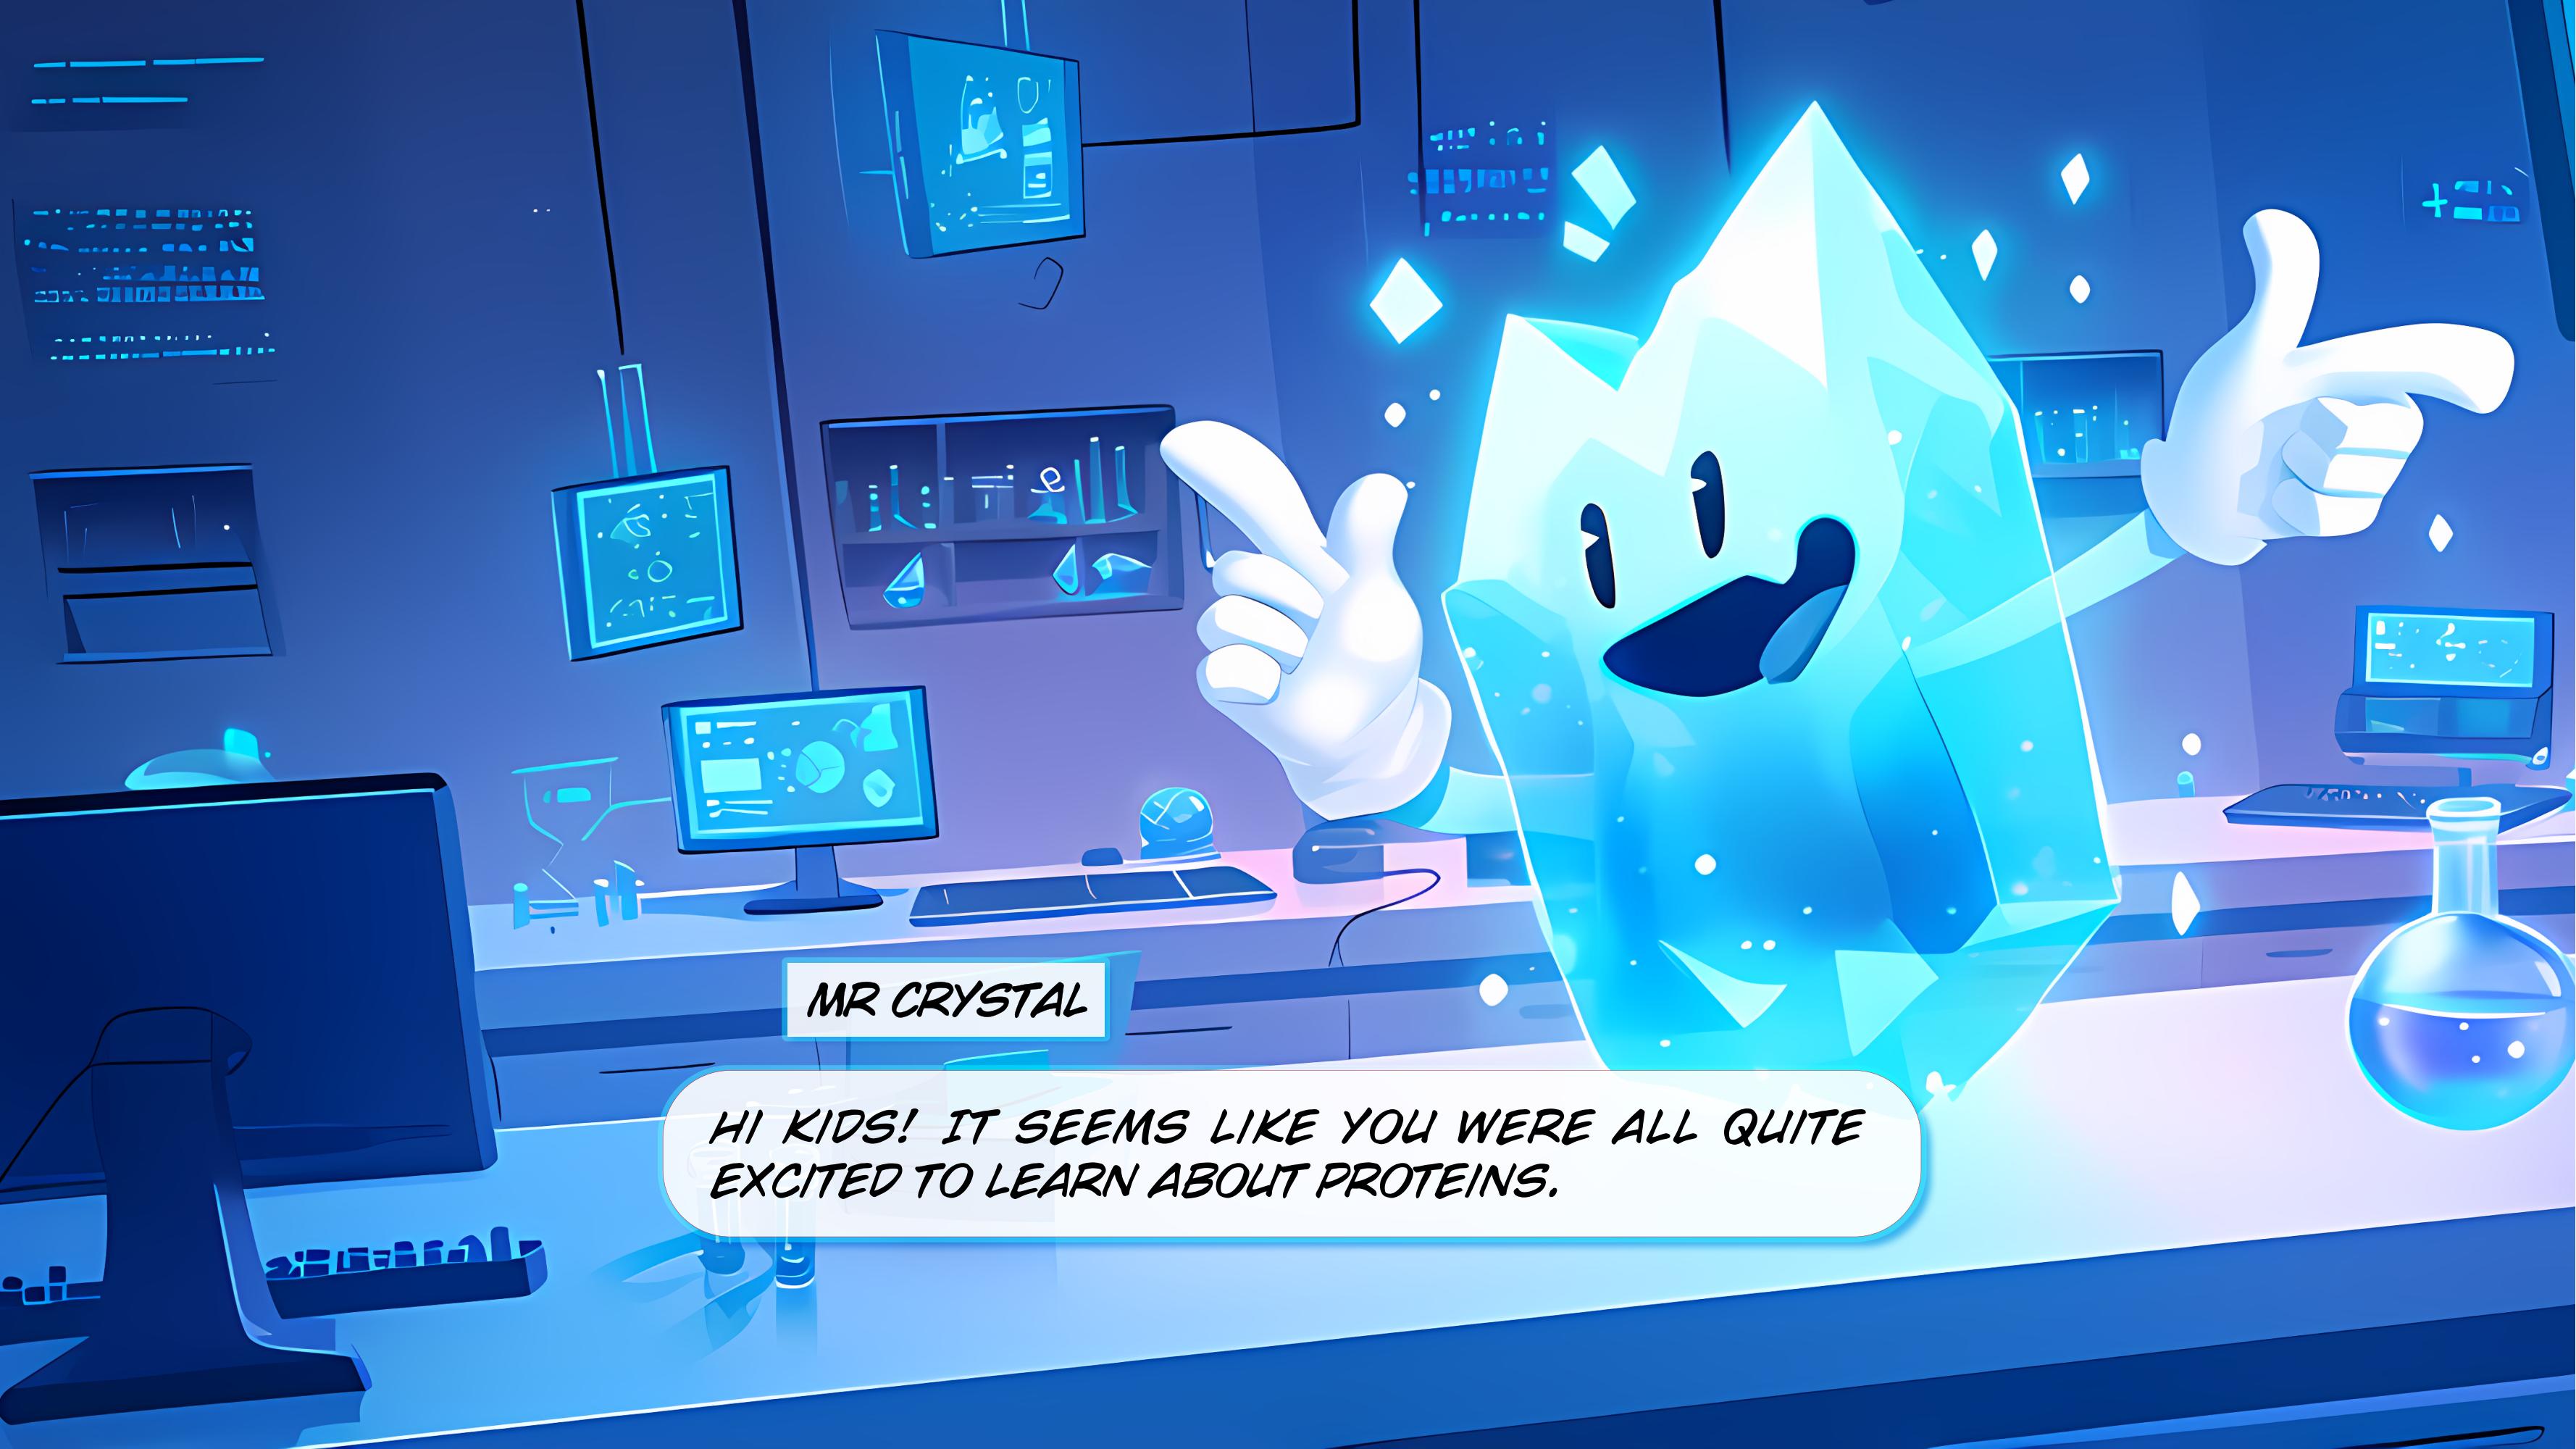 MR CRYSTAL
HI KIDS! IT SEEMS LIKE YOU WERE ALL QUITE
EXCITED TO LEARN ABOUT PROTEINS.